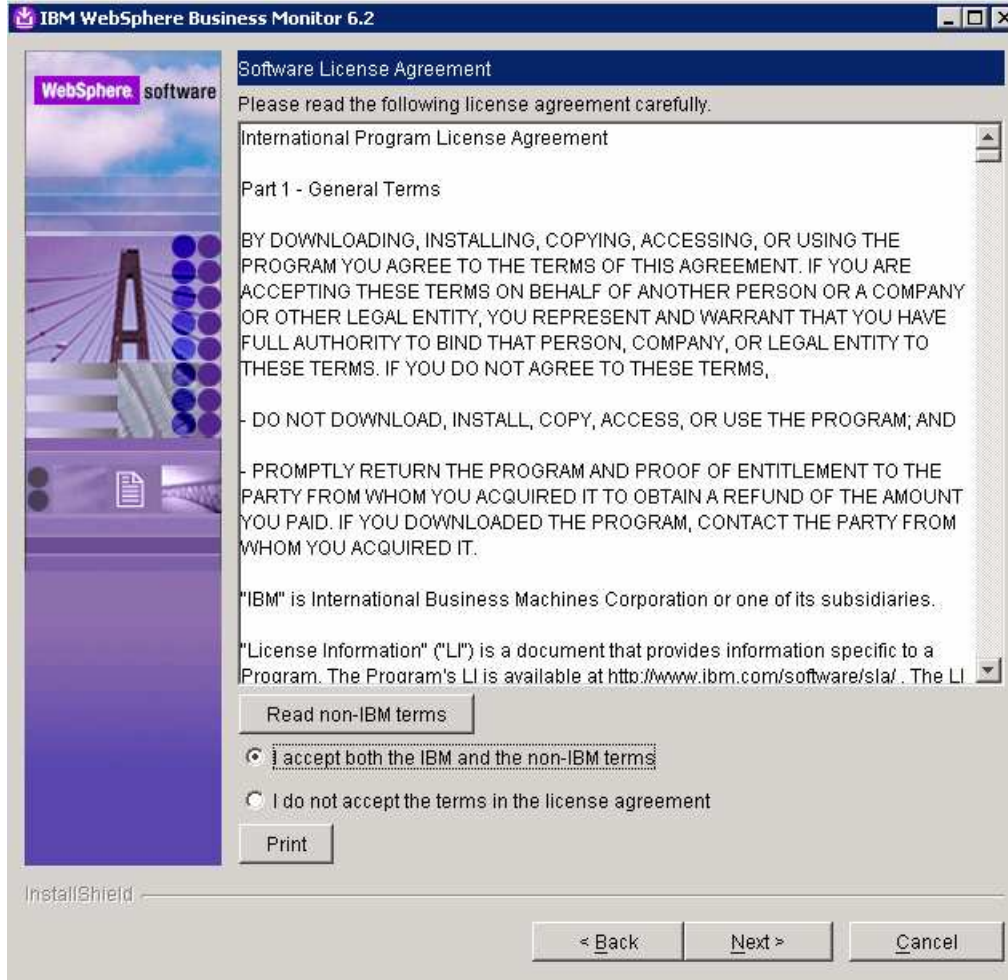 IBM WebSphere Business Monitor 6.2
WebSphere software
Software License Agreement
Please read the following license agreement carefully.
International Program License Agreement
Part 1 - General Terms
BY DOWNLOADING, INSTALLING, COPYING, ACCESSING, OR USING THE
PROGRAM YOU AGREE TO THE TERMS OF THIS AGREEMENT. IF YOU ARE
ACCEPTING THESE TERMS ON BEHALF OF ANOTHER PERSON OR A COMPANY
OR OTHER LEGAL ENTITY, YOU REPRESENT AND WARRANT THAT YOU HAVE
FULL AUTHORITY TO BIND THAT PERSON, COMPANY, OR LEGAL ENTITY TO
THESE TERMS. IF YOU DO NOT AGREE TO THESE TERMS,
- DO NOT DOWNLOAD, INSTALL, COPY, ACCESS, OR USE THE PROGRAM; AND
- PROMPTLY RETURN THE PROGRAM AND PROOF OF ENTITLEMENT TO THE
PARTY FROM WHOM YOU ACQUIRED IT TO OBTAIN A REFUND OF THE AMOUNT
YOU PAID. IF YOU DOWNLOADED THE PROGRAM, CONTACT THE PARTY FROM
WHOM YOU ACQUIRED IT.
"IBM" is International Business Machines Corporation or one of its subsidiaries.
"License Information" ("LI") is a document that provides information specific to a
Program. The Program's LI is available at http://www.ibm.com/software/sla/ . The LI
Read non-IBM terms
I accept both the IBM and the non-IBM terms
I do not accept the terms in the license agreement
Print
InstallShield
< Back
Next >
Cancel